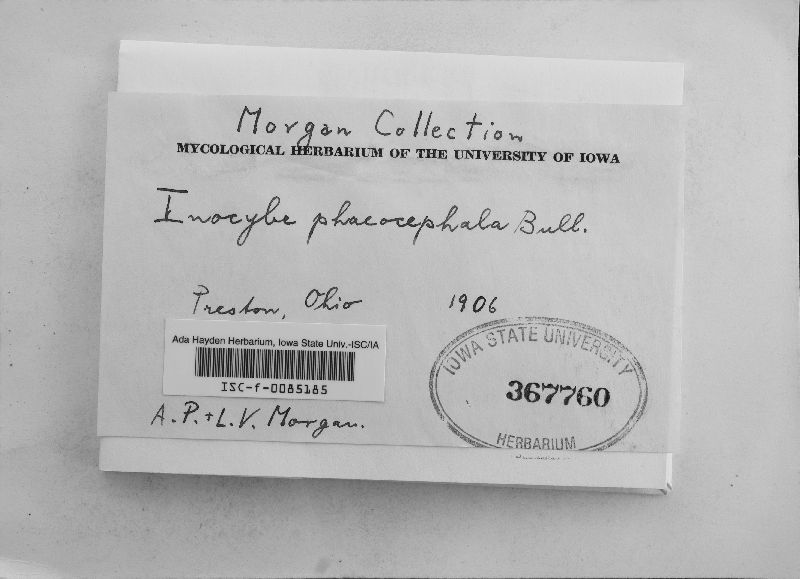 Morgan Collection
MYCOLOGICAL HERBARIUM OF THE UNIVERSITY OF IOWA
Inocybe phaeocephala Bull.
Preston, Ohio 1906
Ada Hayden Herbarium, Iowa State Univ.-ISC/IA
ISC-f-0085185
A. P. + L. V. Morgan.
IOWA STATE UNIVERSITY
367760
HERBARIUM